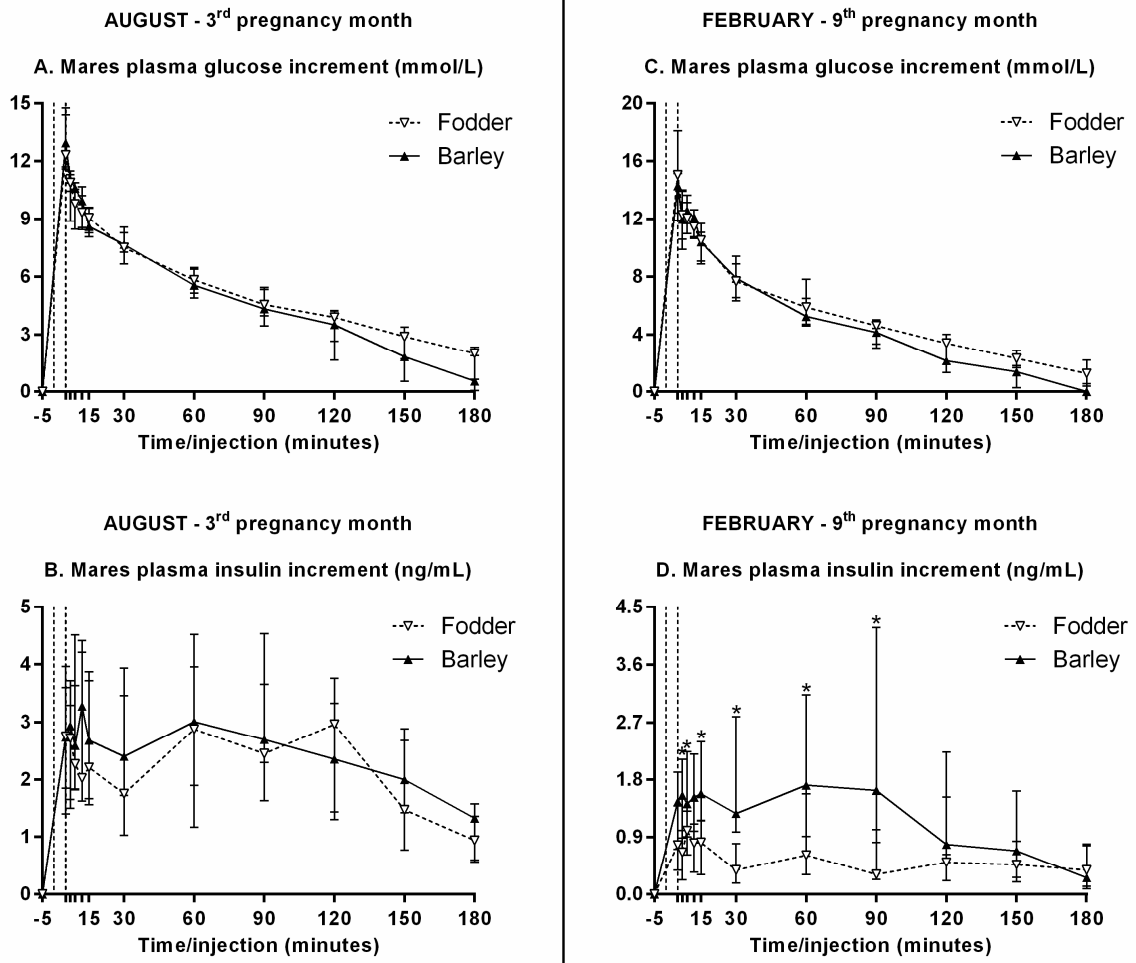 AUGUST - 3rd pregnancy month
A. Mares plasma glucose increment (mmol/L)
15
12
9
6
3
0
Fodder
Barley
-5 15 30 60 90 120 150 180
Time/injection (minutes)
FEBRUARY - 9th pregnancy month
C. Mares plasma glucose increment (mmol/L)
20
16
12
8
4
0
Fodder
Barley
-5 15 30 60 90 120 150 180
Time/injection (minutes)
AUGUST - 3rd pregnancy month
B. Mares plasma insulin increment (ng/mL)
5
4
3
2
1
0
Fodder
Barley
-5 15 30 60 90 120 150 180
Time/injection (minutes)
FEBRUARY - 9th pregnancy month
D. Mares plasma insulin increment (ng/mL)
4.5
3.6
2.7
1.8
0.9
0.0
Fodder
Barley
* * * * * *
-5 15 30 60 90 120 150 180
Time/injection (minutes)